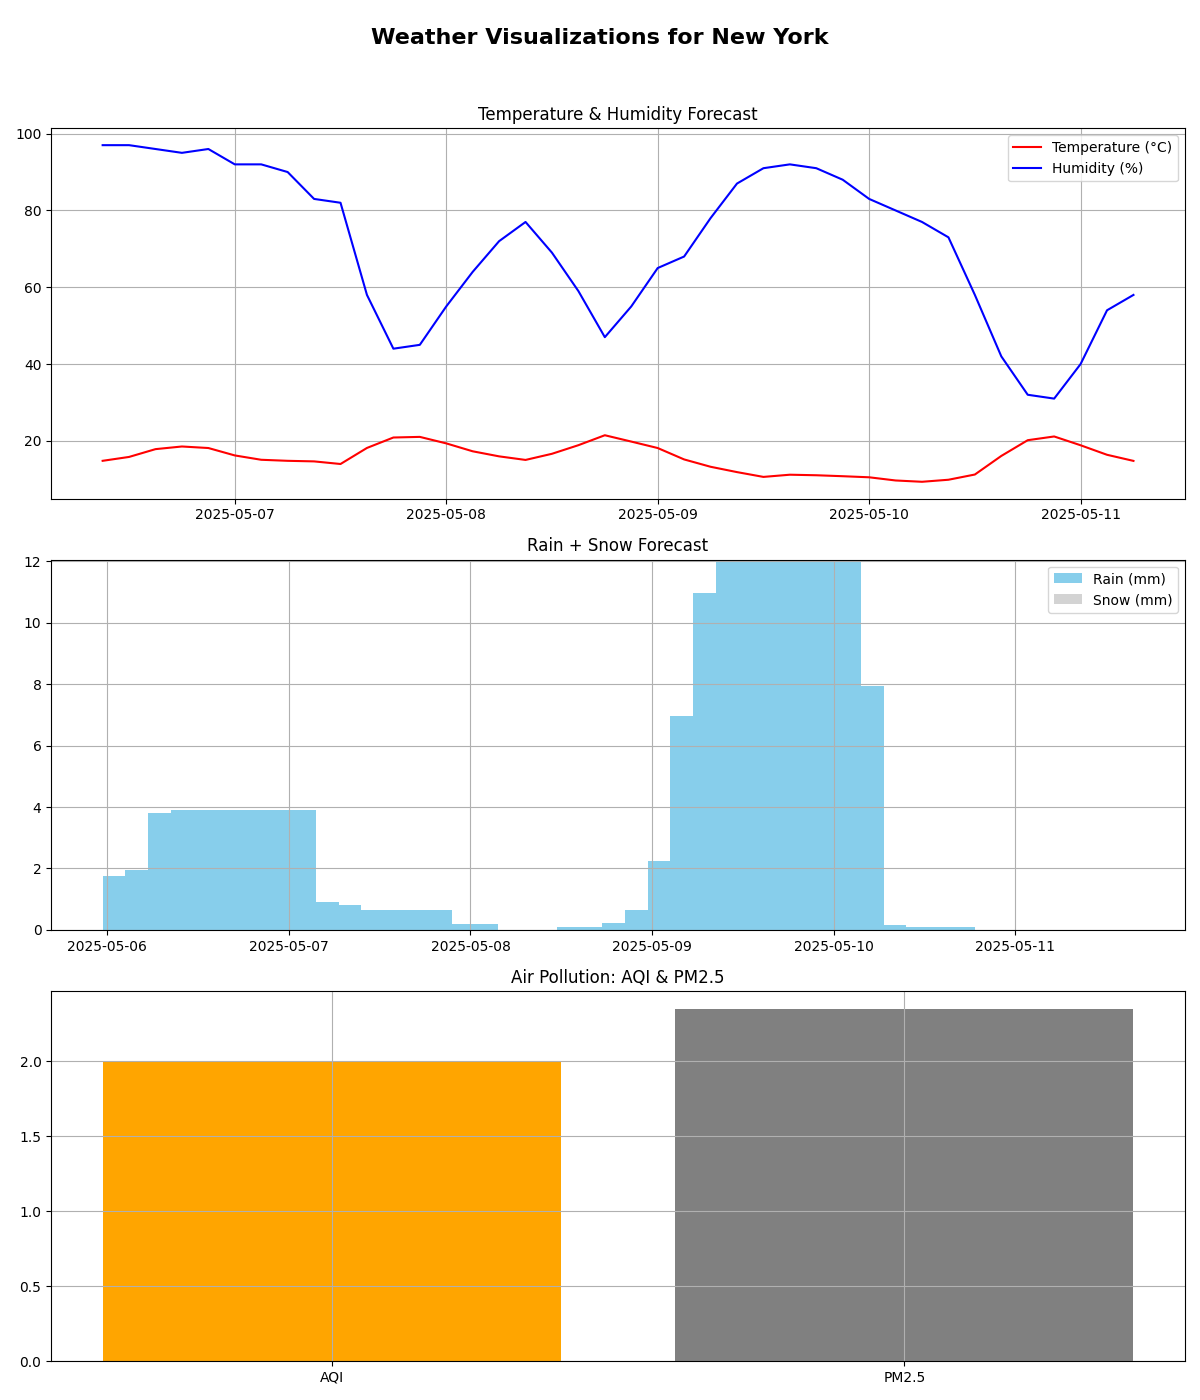 Weather Visualizations for New York
Temperature & Humidity Forecast
100
80
60
40
20
Temperature (°C)
Humidity (%)
2025-05-07
2025-05-08
2025-05-09
2025-05-10
2025-05-11
Rain + Snow Forecast
12
10
8
6
4
2
0
Rain (mm)
Snow (mm)
2025-05-06
2025-05-07
2025-05-08
2025-05-09
2025-05-10
2025-05-11
Air Pollution: AQI & PM2.5
2.0
1.5
1.0
0.5
0.0
AQI
PM2.5